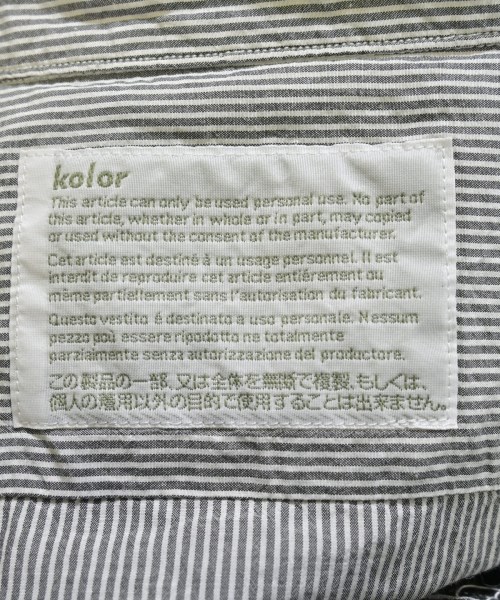 kolor
This article can only be used personal use. No part of
this article, whether in whole or in part, may copied
or used without the consent of the manufacturer.
Cet article est destiné à un usage personnel. Il est
interdit de reproduire cet article entiérement ou
même partiellement sans l'autorisation du fabricant.
Questo vestito é destinato a uso personale. Nessum
pezzo può essere ripodotto ne totalmente
parzialmente senza autorizzazione del productore.
この製品の一部、又は全体を無断で複製、もしくは、
個人の着用以外の目的で使用することは出来ません。